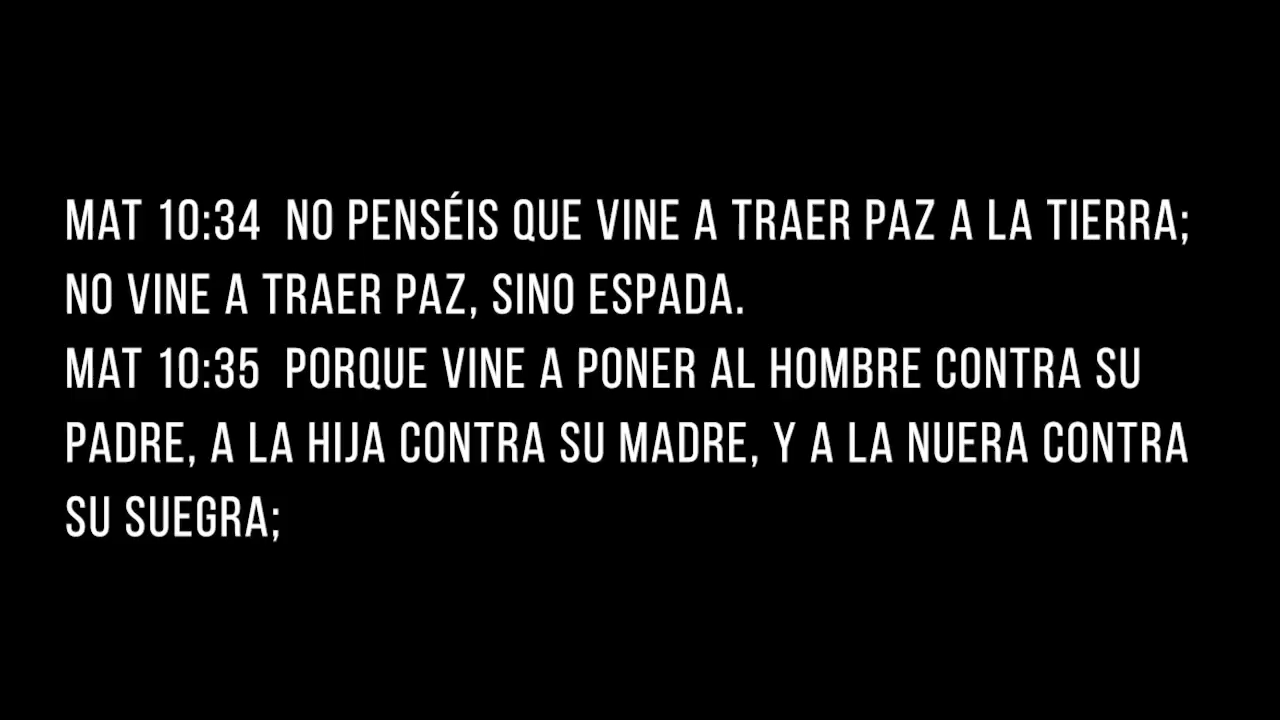 MAT 10:34 NO PENSÉIS QUE VINE A TRAER PAZ A LA TIERRA;
NO VINE A TRAER PAZ, SINO ESPADA.
MAT 10:35 PORQUE VINE A PONER AL HOMBRE CONTRA SU
PADRE, A LA HIJA CONTRA SU MADRE, Y A LA NUERA CONTRA
SU SUEGRA;